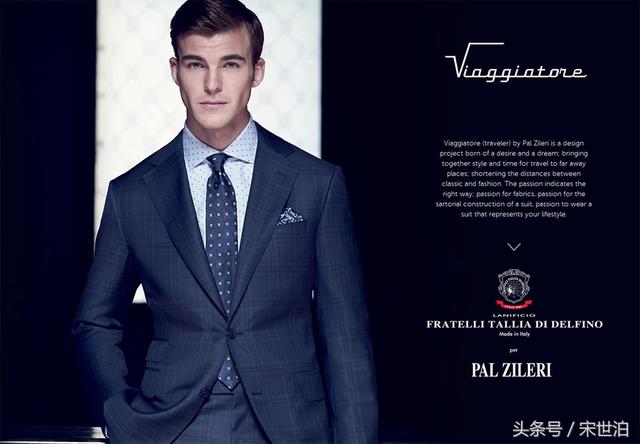 Viaggiatore
Viaggiatore (traveler) by Pal Zileri is a design
project born of a desire and a dream; bringing
together style and time for travel to far away
places; shortening the distances between
classic and fashion. The passion indicates the
right way; passion for fabrics, passion for the
sartorial construction of a suit, passion to wear a
suit that represents your lifestyle.
LANIFICIO
FRATELLI TALLIA DI DELFINO
Made in Italy
per
PAL ZILERI
头条号 / 宋世泊